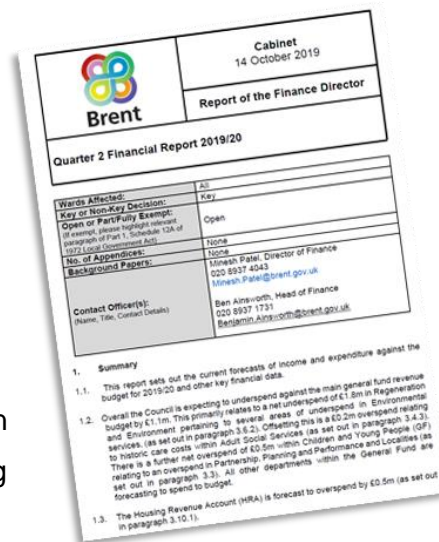 Brent
Cabinet
14 October 2019
Report of the Finance Director
Quarter 2 Financial Report 2019/20
Wards Affected:
All
Key or Non-Key Decision:
Key
Open or Part/Fully Exempt:
(If exempt, please highlight relevant
paragraph of Part 1, Schedule 12A of
1972 Local Government Act)
Open
No. of Appendices:
None
Background Papers:
None
Contact Officer(s):
(Name, Title, Contact Details)
Minesh Patel, Director of Finance
020 8937 4043
Minesh.Patel@brent.gov.uk
Ben Ainsworth, Head of Finance
020 8937 1731
Benjamin.Ainsworth@brent.gov.uk
1. Summary
1.1. This report sets out the current forecasts of income and expenditure against the
budget for 2019/20 and other key financial data.
1.2. Overall the Council is expecting to underspend against the main general fund revenue
budget by £1.1m. This primarily relates to a net underspend of £1.8m in Regeneration
and Environment pertaining to several areas of underspend in Environmental
services, (as set out in paragraph 3.6.2). Offsetting this is a £0.2m overspend relating
to historic care costs within Adult Social Services (as set out in paragraph 3.4.3).
There is a further net overspend of £0.5m within Children and Young People (GF)
relating to an overspend in Partnership, Planning and Performance and Localities (as
set out in paragraph 3.3). All other departments within the General Fund are
forecasting to spend to budget.
1.3. The Housing Revenue Account (HRA) is forecast to overspend by £0.5m (as set out
in paragraph 3.10.1).
n
g